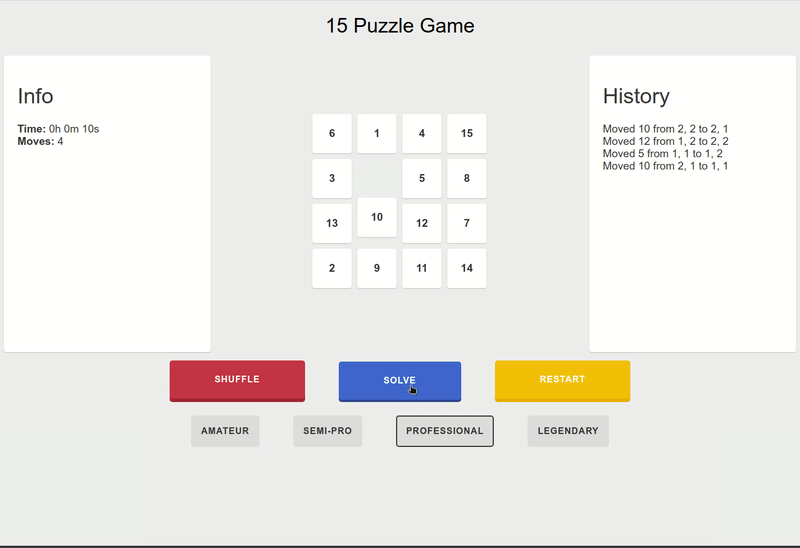 15 Puzzle Game
Info
Time: 0h 0m 10s
Moves: 4
6 1 4 15
3 5 8
13 10 12 7
2 9 11 14
History
Moved 10 from 2, 2 to 2, 1
Moved 12 from 1, 2 to 2, 2
Moved 5 from 1, 1 to 1, 2
Moved 10 from 2, 1 to 1, 1
SHUFFLE
SOLVE
RESTART
AMATEUR
SEMI-PRO
PROFESSIONAL
LEGENDARY